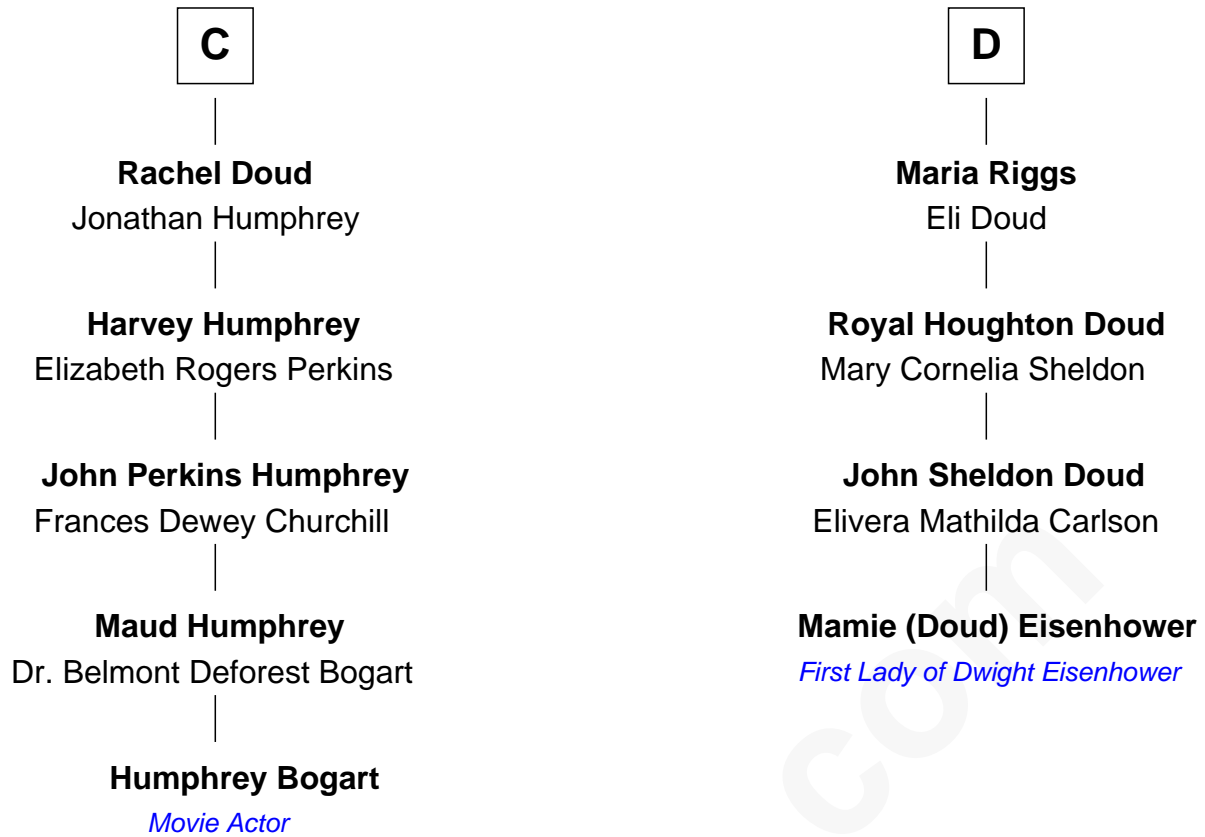 C
Rachel Doud
Jonathan Humphrey
Harvey Humphrey
Elizabeth Rogers Perkins
John Perkins Humphrey
Frances Dewey Churchill
Maud Humphrey
Dr. Belmont Deforest Bogart
Humphrey Bogart
Movie Actor
D
Maria Riggs
Eli Doud
Royal Houghton Doud
Mary Cornelia Sheldon
John Sheldon Doud
Elivera Mathilda Carlson
Mamie (Doud) Eisenhower
First Lady of Dwight Eisenhower
com